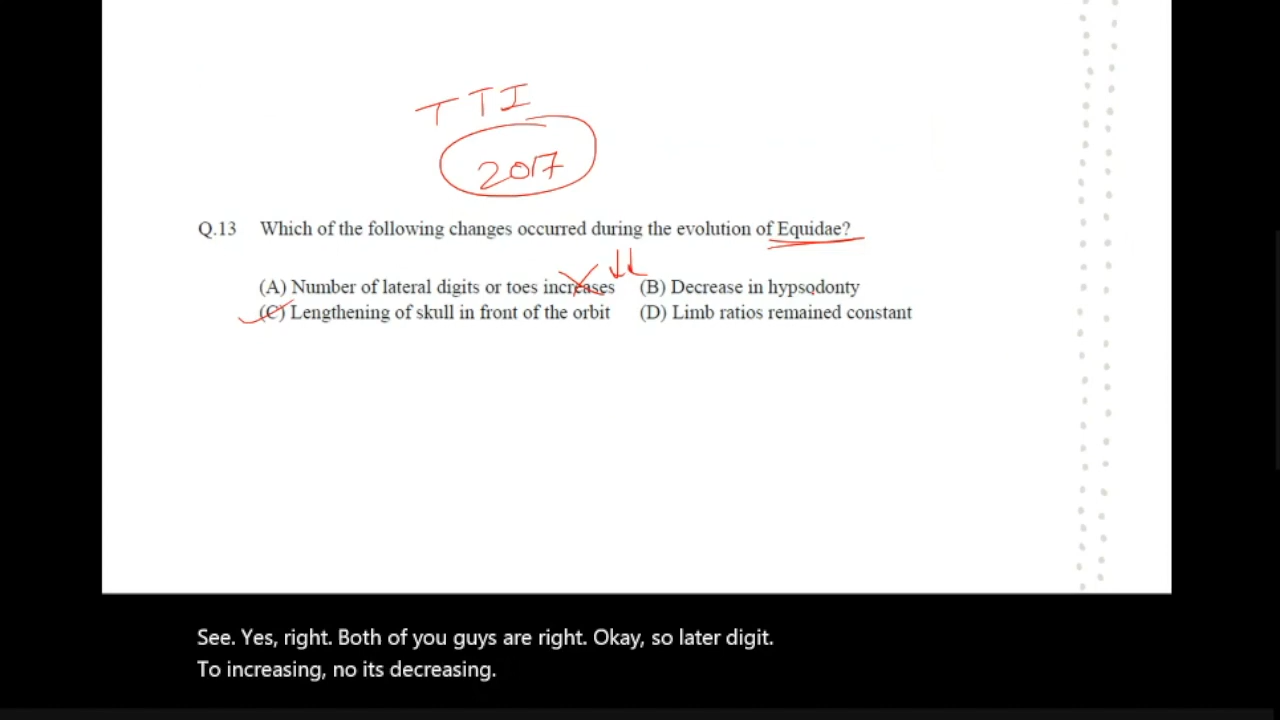 TTI
2017
Q.13 Which of the following changes occurred during the evolution of Equidae?
(A) Number of lateral digits or toes increases (B) Decrease in hypsodonty
(C) Lengthening of skull in front of the orbit (D) Limb ratios remained constant
See. Yes, right. Both of you guys are right. Okay, so later digit.
To increasing, no its decreasing.